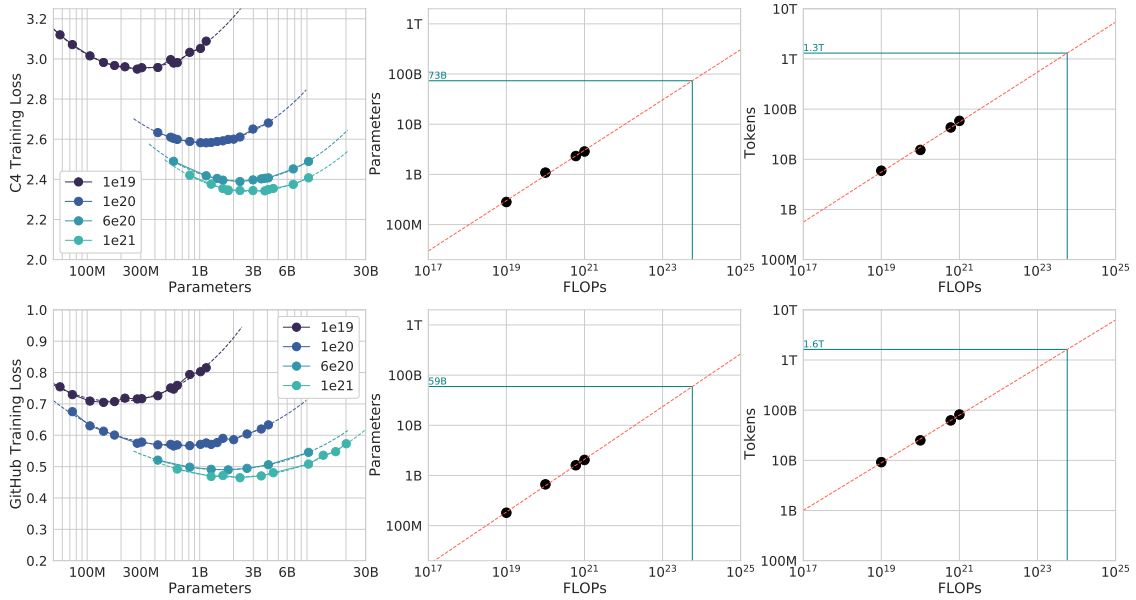 C4 Training Loss
3.2
3.0
2.8
2.6
2.4
2.2
2.0
1e19
1e20
6e20
1e21
100M 300M 1B 3B 6B 30B
Parameters
Parameters
1T
100B
10B
1B
100M
73B
10^17 10^19 10^21 10^23 10^25
FLOPs
Tokens
10T
1T
100B
10B
1B
100M
1.3T
10^17 10^19 10^21 10^23 10^25
FLOPs
GitHub Training Loss
1.0
0.9
0.8
0.7
0.6
0.5
0.4
0.3
0.2
1e19
1e20
6e20
1e21
100M 300M 1B 3B 6B 30B
Parameters
Parameters
1T
100B
10B
1B
100M
59B
10^17 10^19 10^21 10^23 10^25
FLOPs
Tokens
10T
1T
100B
10B
1B
100M
1.6T
10^17 10^19 10^21 10^23 10^25
FLOPs